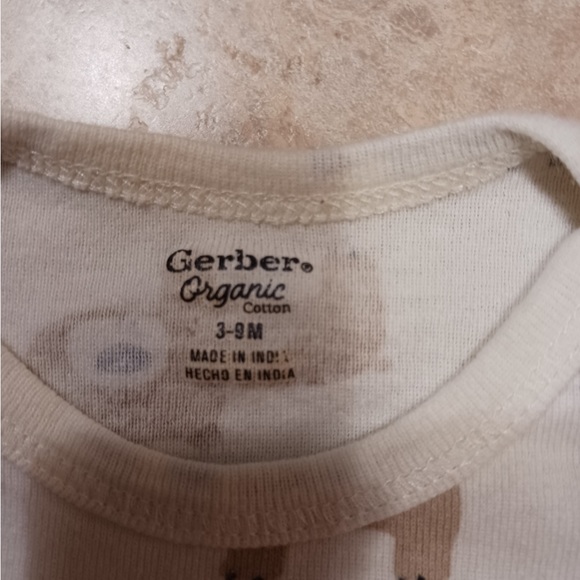 Gerber®
Organic
Cotton
3-9M
MADE IN INDIA
HECHO EN INDIA